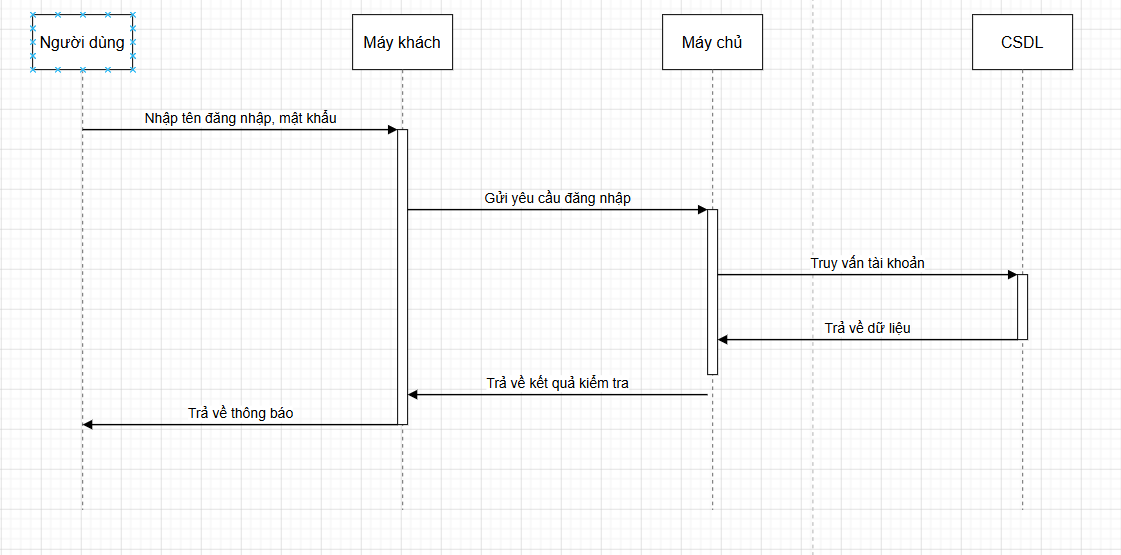 Người dùng
Máy khách
Máy chủ
CSDL
Nhập tên đăng nhập, mật khẩu
Gửi yêu cầu đăng nhập
Truy vấn tài khoản
Trả về dữ liệu
Trả về kết quả kiểm tra
Trả về thông báo